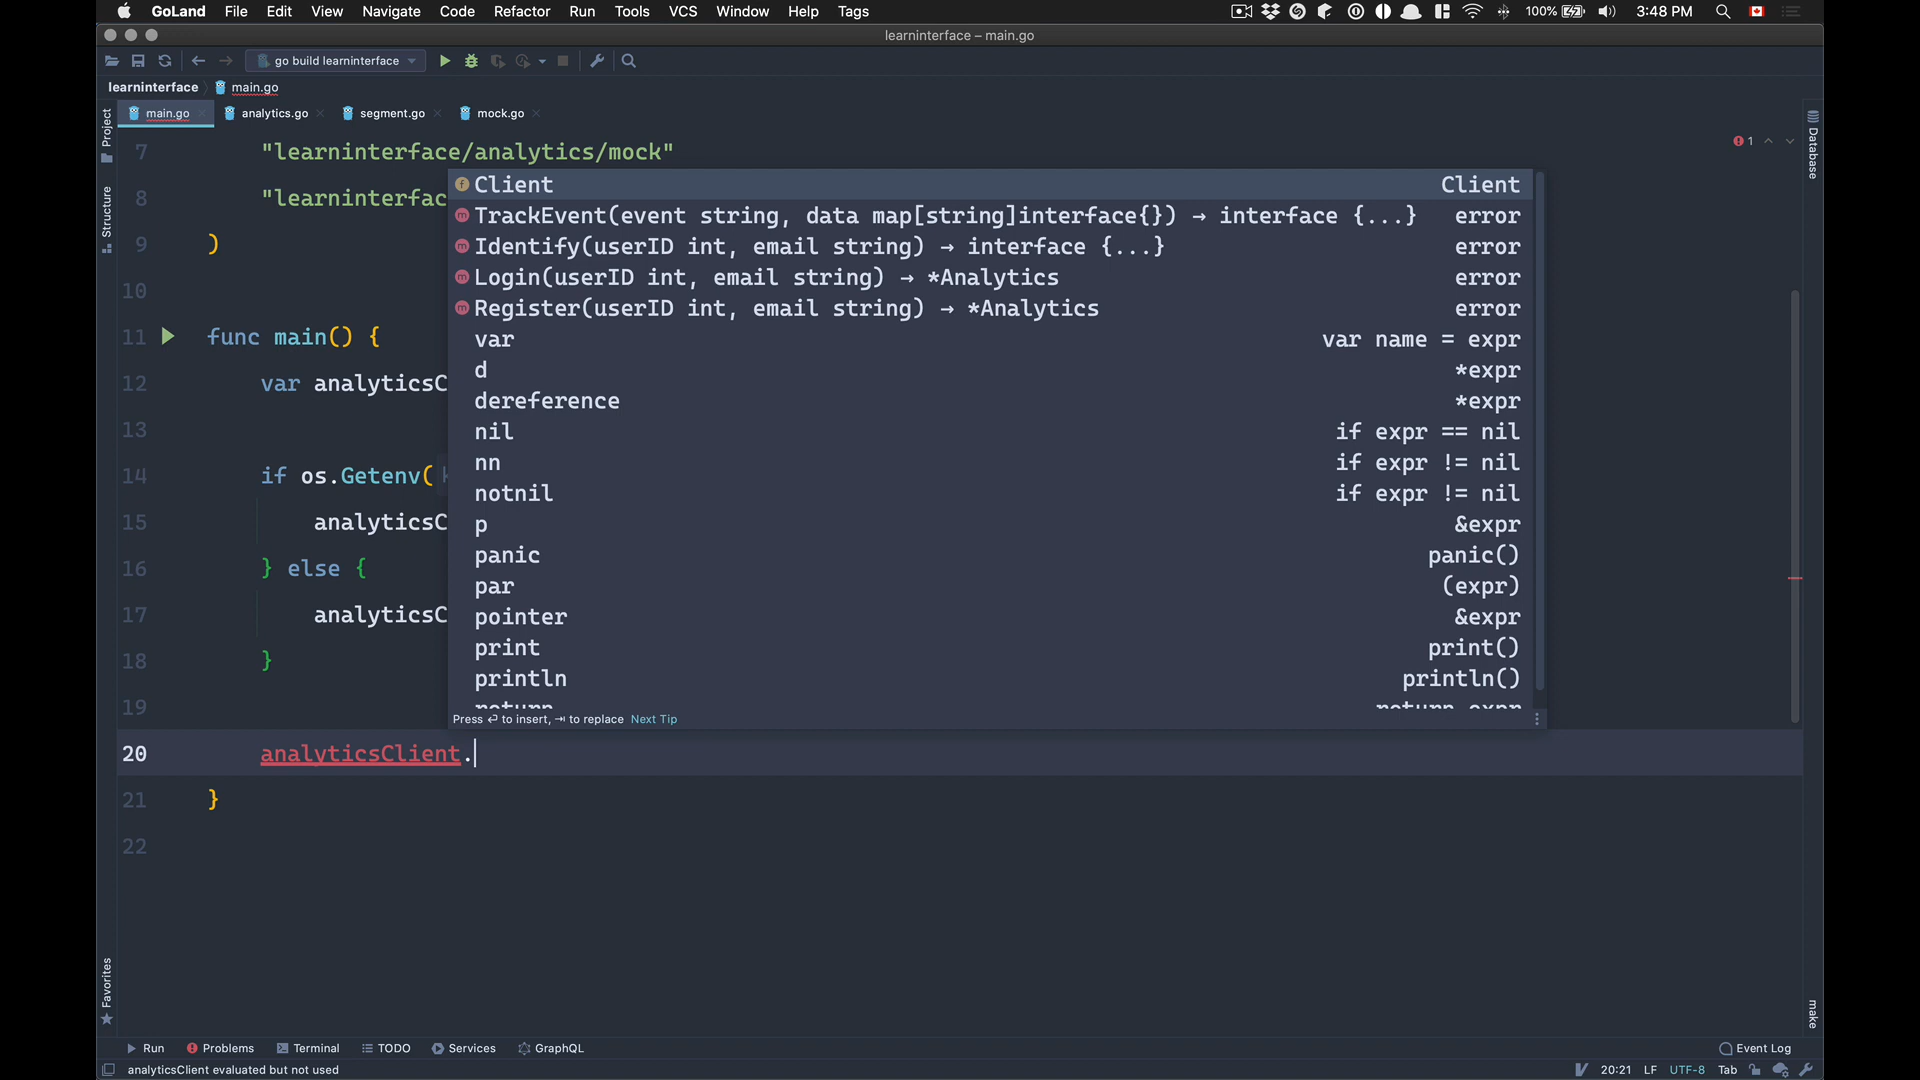 GoLand File Edit View Navigate Code Refactor Run Tools VCS Window Help Tags 100% 3:48 PM
learninterface – main.go
go build learninterface
learninterface main.go
main.go analytics.go segment.go mock.go
Project
Structure
Favorites
Database
make
1
7 "learninterface/analytics/mock"
8 "learninterfac
9 )
10
11 func main() {
12 var analyticsC
13
14 if os.Getenv( k
15 analyticsC
16 } else {
17 analyticsC
18 }
19
20 analyticsClient.
21 }
22
Client Client
TrackEvent(event string, data map[string]interface{}) → interface {...} error
Identify(userID int, email string) → interface {...} error
Login(userID int, email string) → *Analytics error
Register(userID int, email string) → *Analytics error
var var name = expr
d *expr
dereference *expr
nil if expr == nil
nn if expr != nil
notnil if expr != nil
p &expr
panic panic()
par (expr)
pointer &expr
print print()
println println()
return return expr
Press ⏎ to insert, ⇥ to replace Next Tip
Run Problems Terminal TODO Services GraphQL Event Log
analyticsClient evaluated but not used 20:21 LF UTF-8 Tab